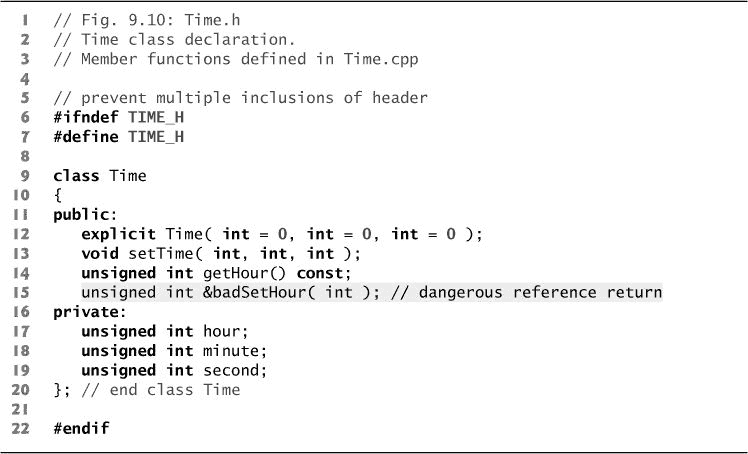 1 // Fig. 9.10: Time.h
2 // Time class declaration.
3 // Member functions defined in Time.cpp
4
5 // prevent multiple inclusions of header
6 #ifndef TIME_H
7 #define TIME_H
8
9 class Time
10 {
11 public:
12 explicit Time( int = 0, int = 0, int = 0 );
13 void setTime( int, int, int );
14 unsigned int getHour() const;
15 unsigned int &badSetHour( int ); // dangerous reference return
16 private:
17 unsigned int hour;
18 unsigned int minute;
19 unsigned int second;
20 }; // end class Time
21
22 #endif